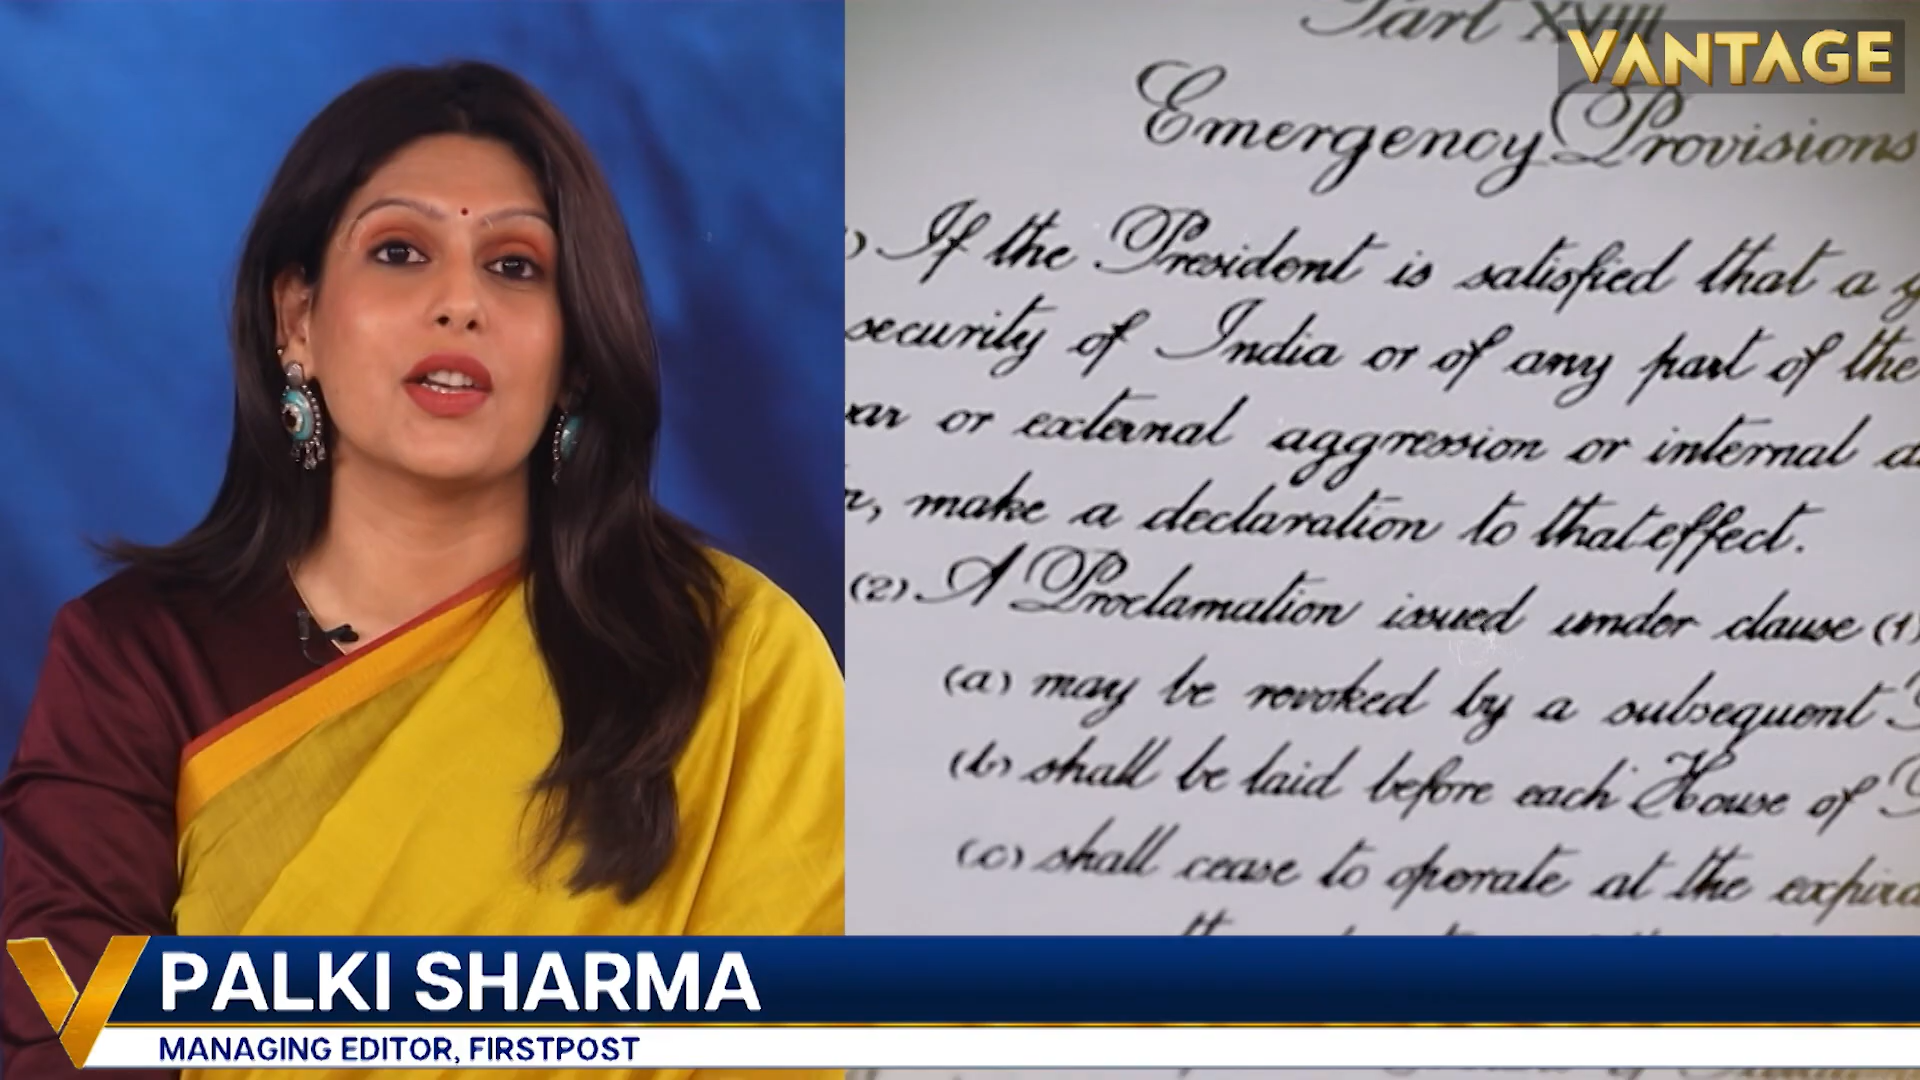 Part XVIII
VANTAGE
Emergency Provisions
) If the President is satisfied that a g
security of India or of any part of the
war or external aggression or internal d
make a declaration to that effect.
(2) A Proclamation issued under clause (1)
(a) may be revoked by a subsequent P
(b) shall be laid before each House of P
(c) shall cease to operate at the expira
PALKI SHARMA
MANAGING EDITOR, FIRSTPOST